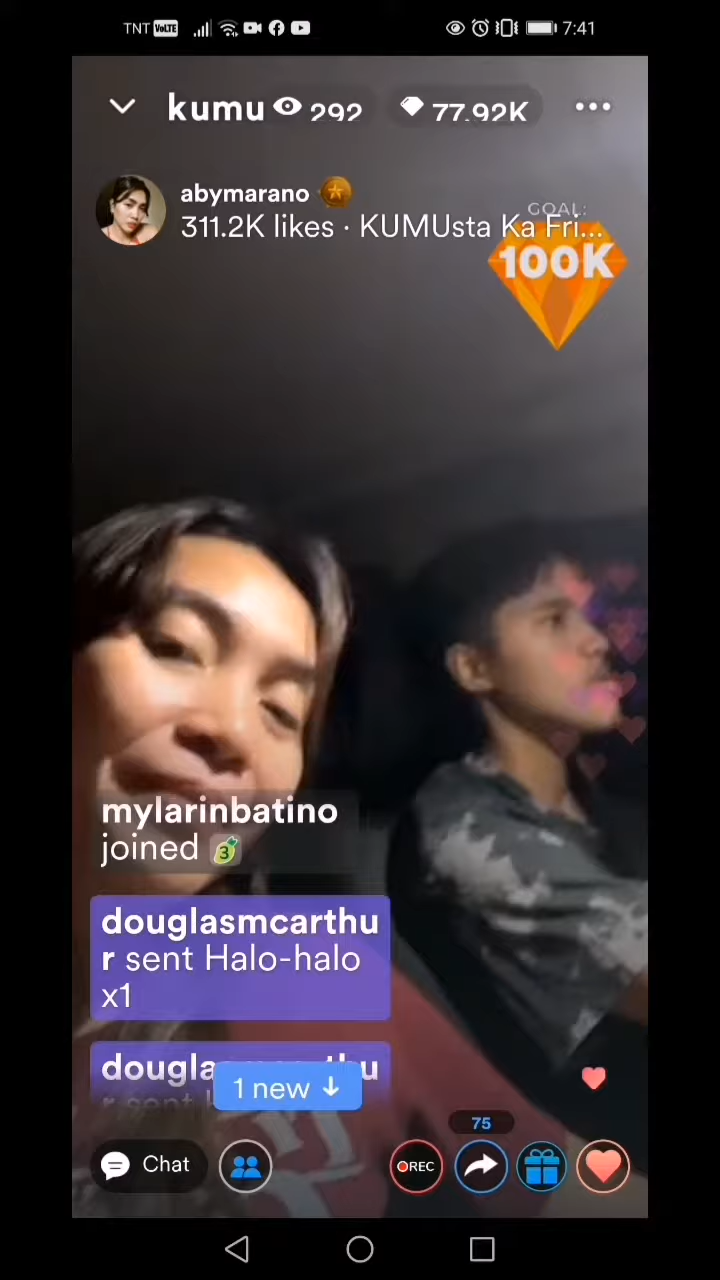 TNT VoLTE 7:41
kumu 292 77.92K
abymarano
311.2K likes · KUMUsta Ka Fri...
GOAL:
100K
mylarinbatino
joined 3
douglasmcarthu
r sent Halo-halo
x1
1 new
75
Chat
REC